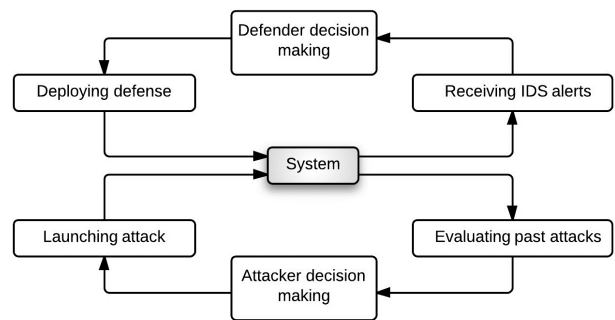 Defender decision
making
Deploying defense
Receiving IDS alerts
System
Launching attack
Evaluating past attacks
Attacker decision
making